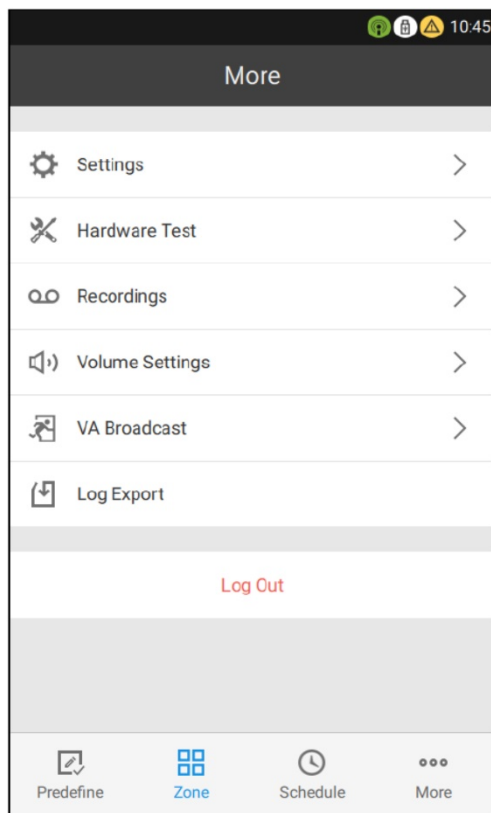 10:45
More
Settings
Hardware Test
Recordings
Volume Settings
VA Broadcast
Log Export
Log Out
Predefine Zone Schedule More